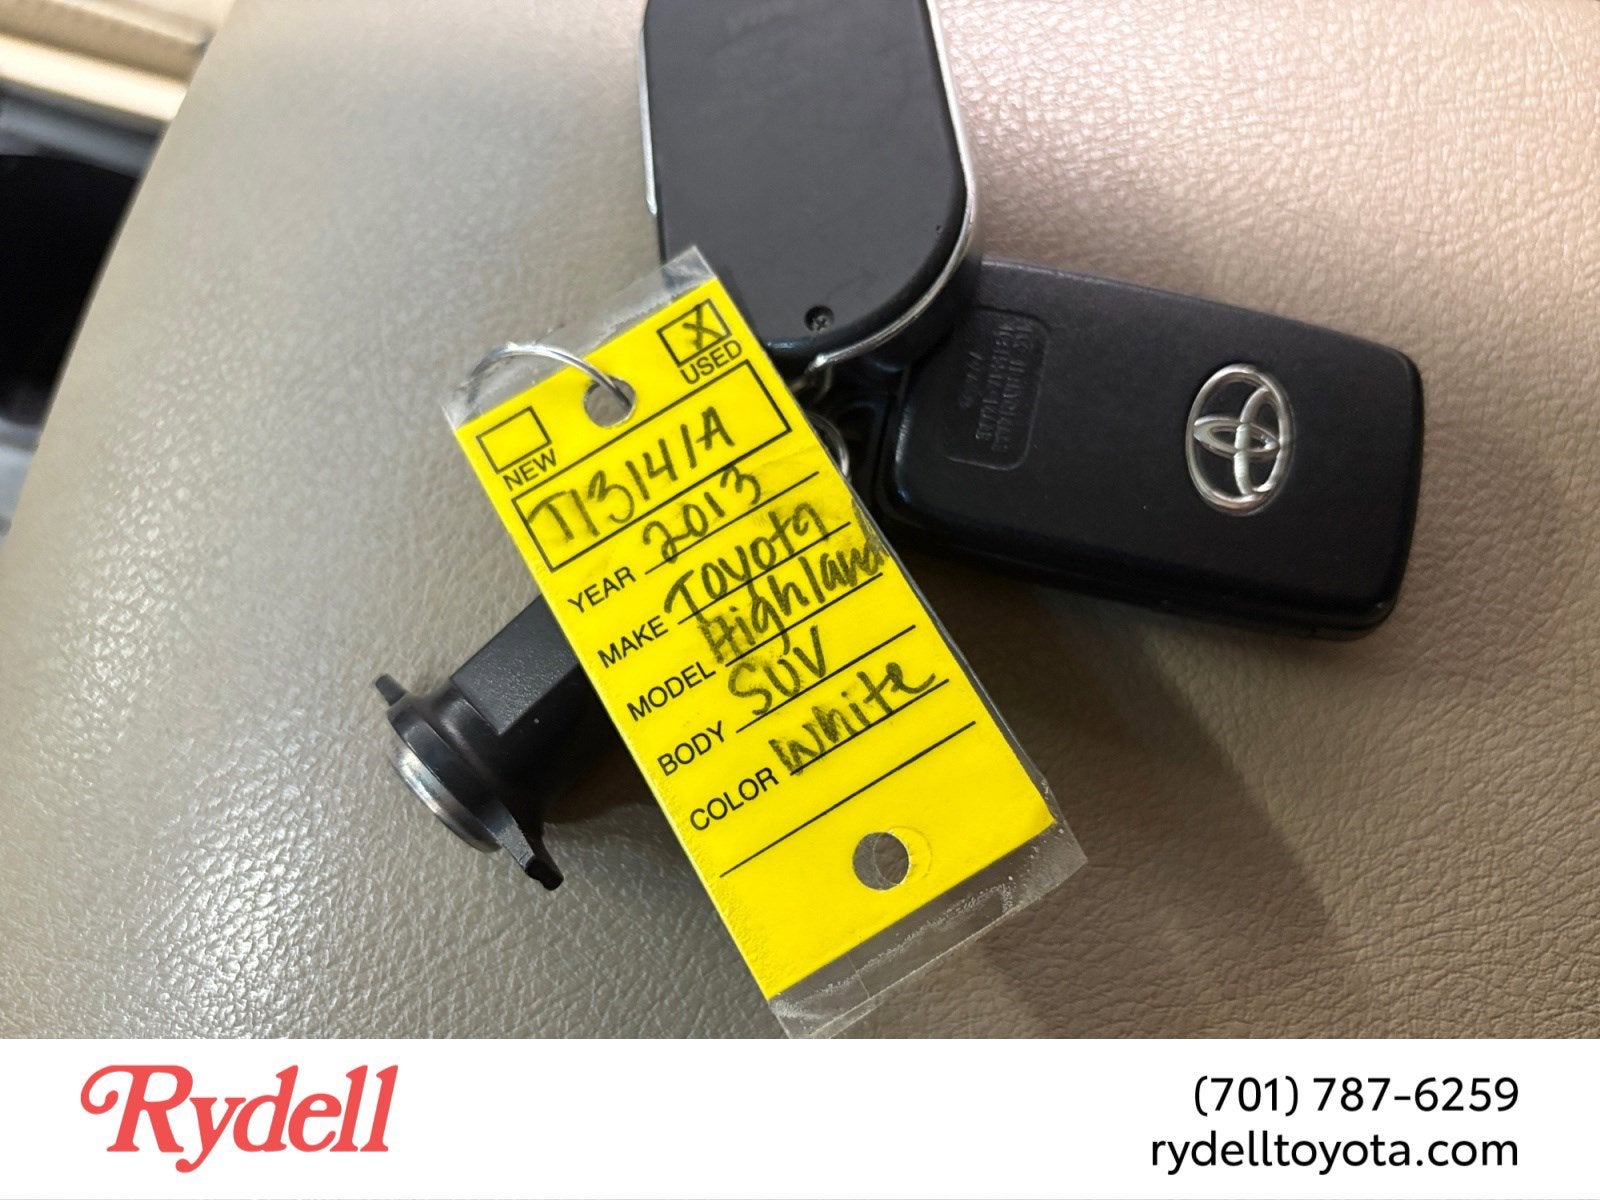 X
USED
NEW
T13141A
YEAR 2013
MAKE Toyota
MODEL Highland
BODY SUV
COLOR White
Rydell
(701) 787-6259
rydelltoyota.com